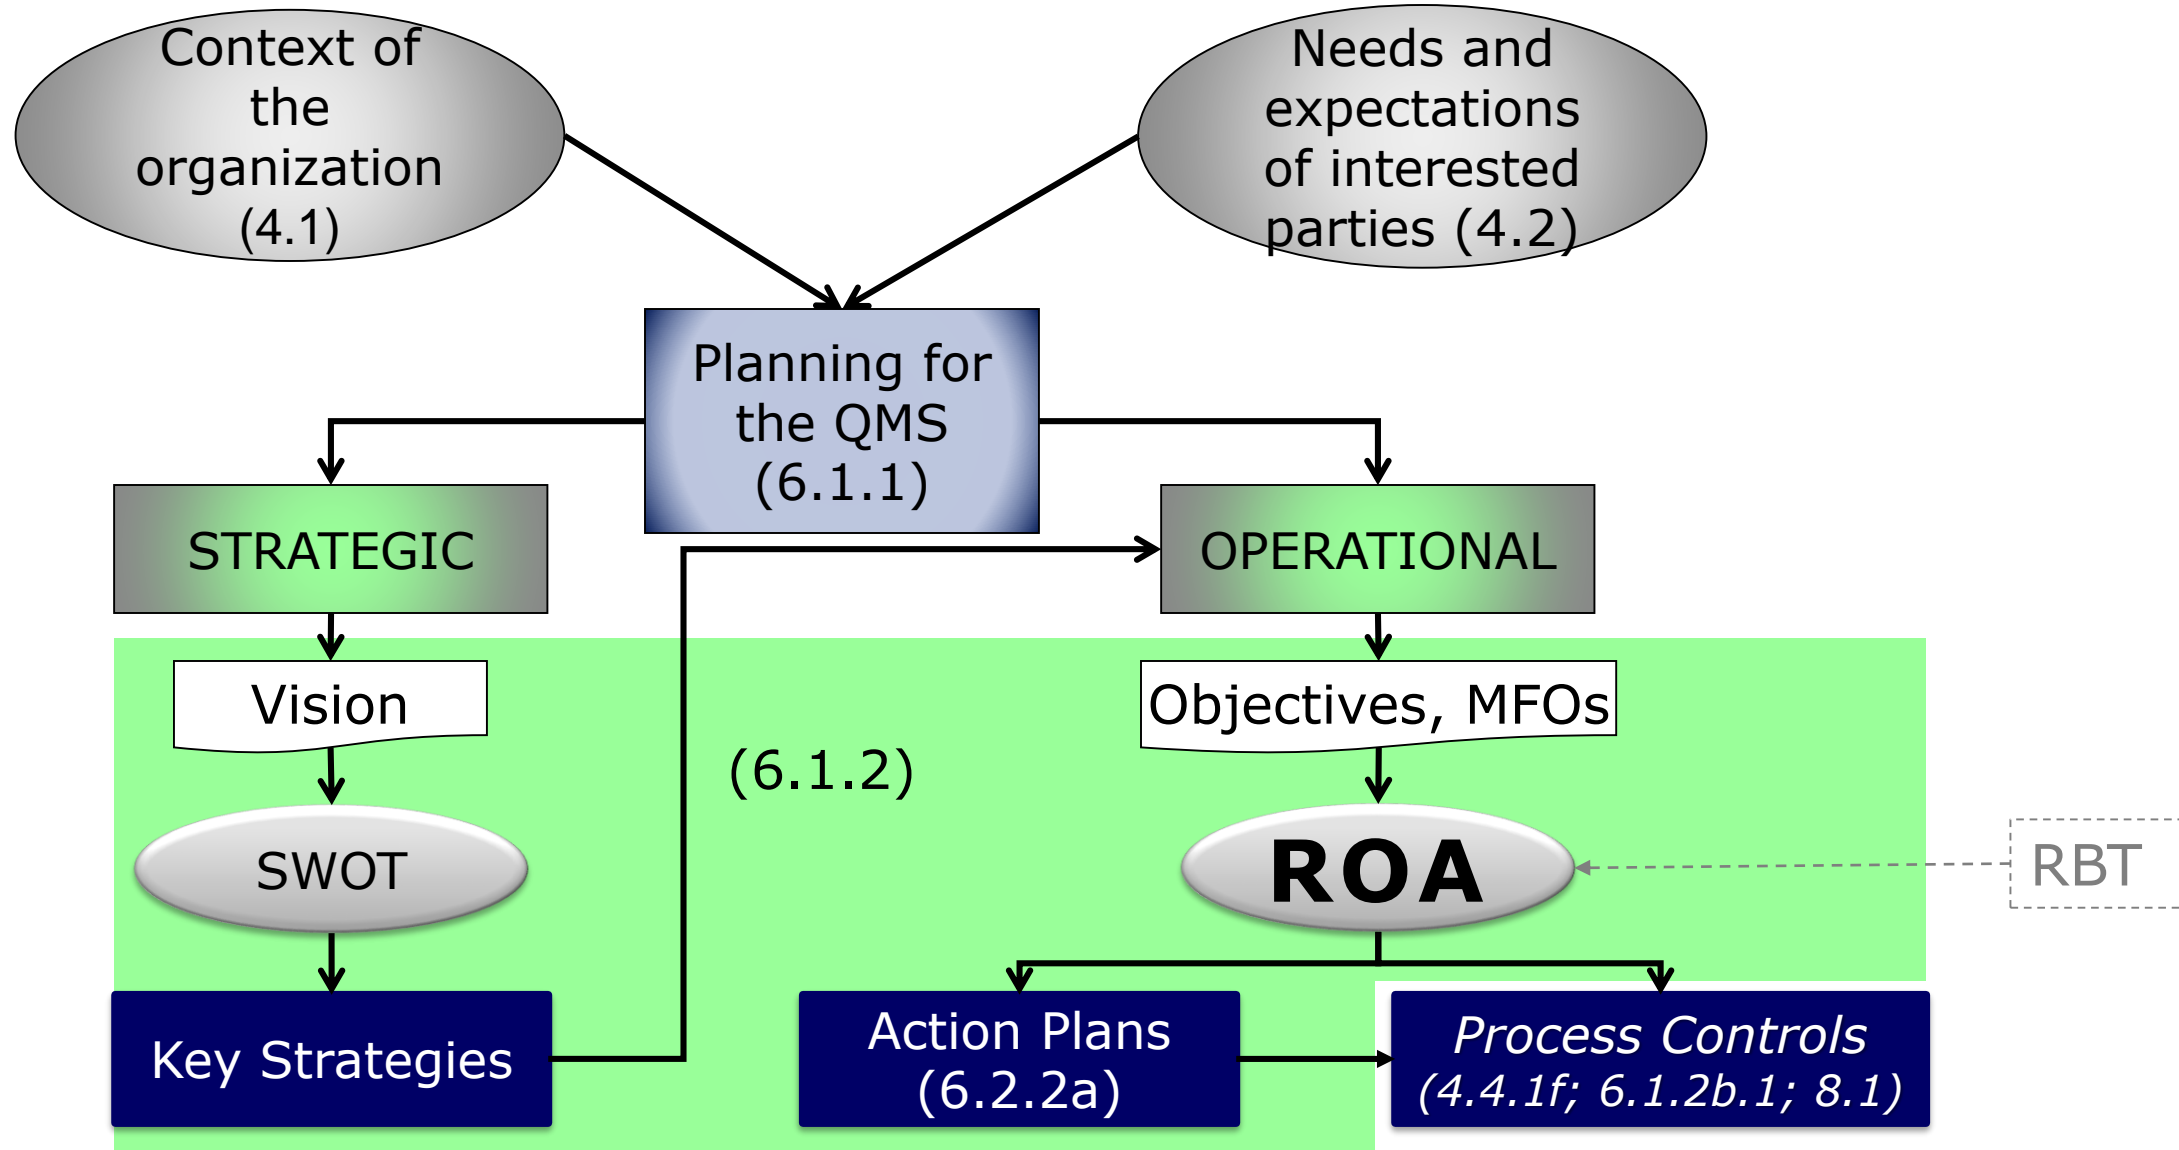 Context of
the
organization
(4.1)
Needs and
expectations
of interested
parties (4.2)
Planning for
the QMS
(6.1.1)
STRATEGIC
OPERATIONAL
Vision
Objectives, MFOs
(6.1.2)
SWOT
ROA
RBT
Key Strategies
Action Plans
(6.2.2a)
Process Controls
(4.4.1f; 6.1.2b.1; 8.1)